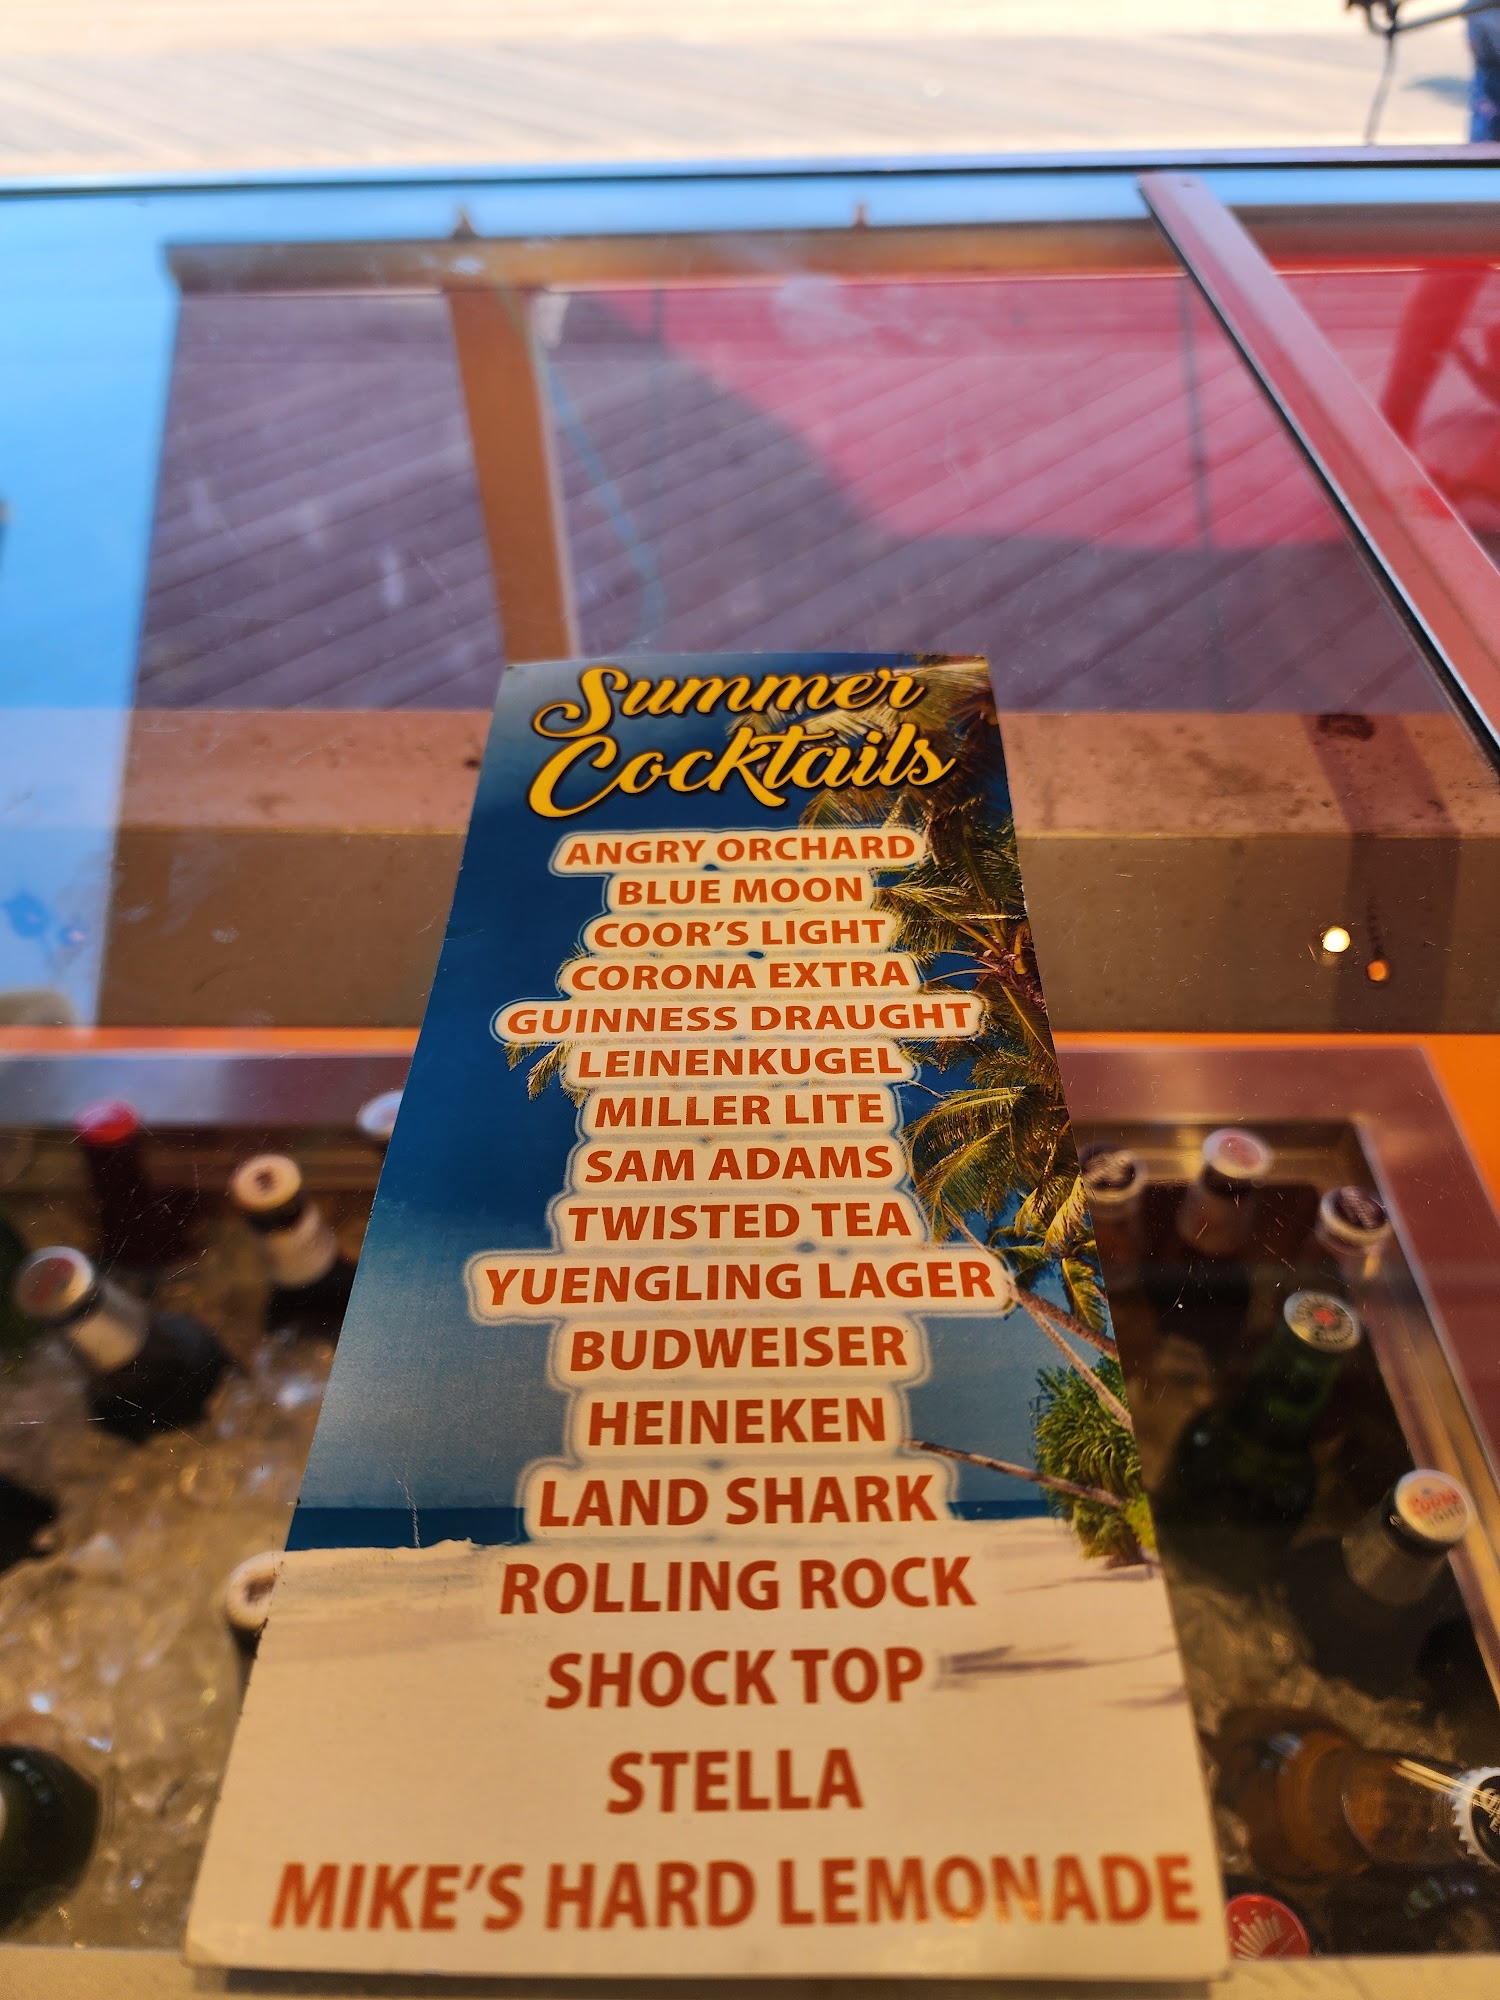 Summer
Cocktails
ANGRY ORCHARD
BLUE MOON
COOR'S LIGHT
CORONA EXTRA
GUINNESS DRAUGHT
LEINENKUGEL
MILLER LITE
SAM ADAMS
TWISTED TEA
YUENGLING LAGER
BUDWEISER
HEINEKEN
LAND SHARK
ROLLING ROCK
SHOCK TOP
STELLA
MIKE'S HARD LEMONADE